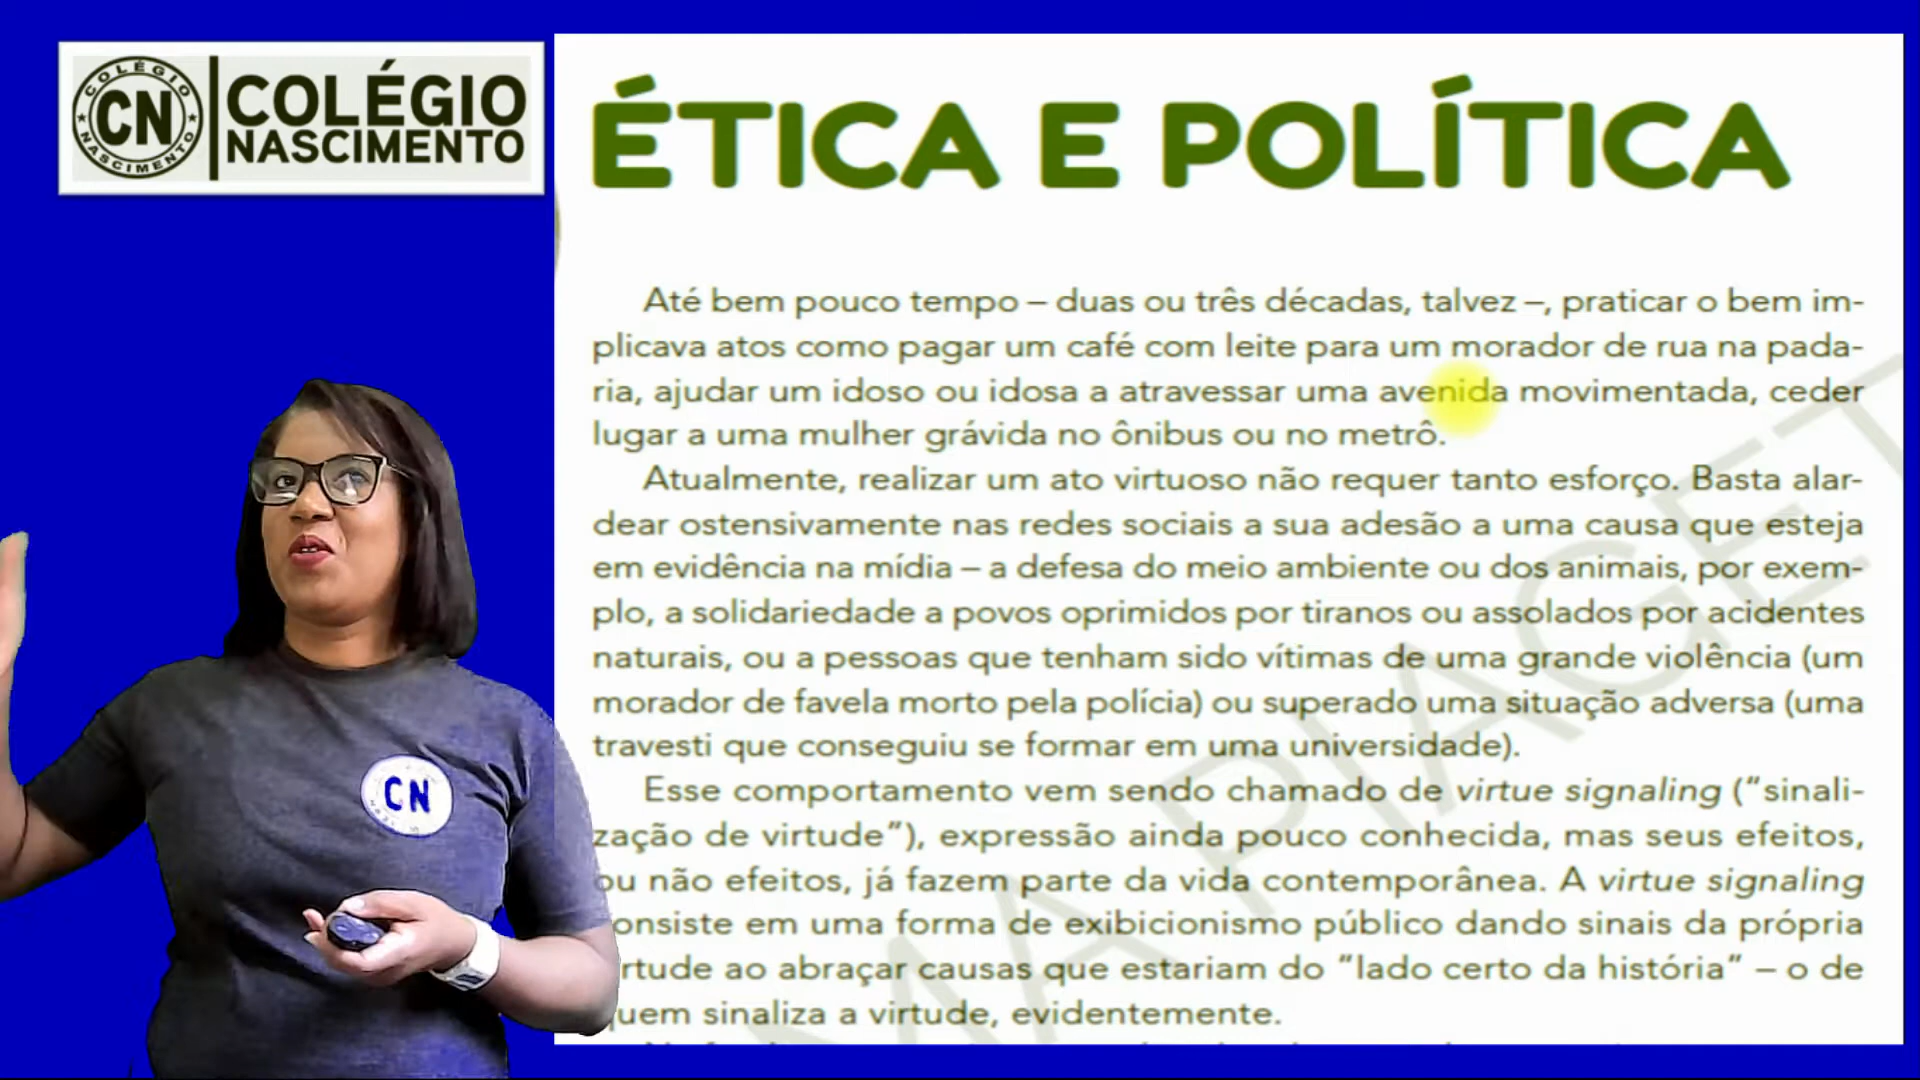 COLÉGIO
CN
NASCIMENTO
COLÉGIO
NASCIMENTO
ÉTICA E POLÍTICA
Até bem pouco tempo – duas ou três décadas, talvez –, praticar o bem im-
plicava atos como pagar um café com leite para um morador de rua na pada-
ria, ajudar um idoso ou idosa a atravessar uma avenida movimentada, ceder
lugar a uma mulher grávida no ônibus ou no metrô.
Atualmente, realizar um ato virtuoso não requer tanto esforço. Basta alar-
dear ostensivamente nas redes sociais a sua adesão a uma causa que esteja
em evidência na mídia – a defesa do meio ambiente ou dos animais, por exem-
plo, a solidariedade a povos oprimidos por tiranos ou assolados por acidentes
naturais, ou a pessoas que tenham sido vítimas de uma grande violência (um
morador de favela morto pela polícia) ou superado uma situação adversa (uma
travesti que conseguiu se formar em uma universidade).
Esse comportamento vem sendo chamado de virtue signaling (“sinali-
zação de virtude”), expressão ainda pouco conhecida, mas seus efeitos,
ou não efeitos, já fazem parte da vida contemporânea. A virtue signaling
onsiste em uma forma de exibicionismo público dando sinais da própria
rtude ao abraçar causas que estariam do “lado certo da história” – o de
quem sinaliza a virtude, evidentemente.
MA PIAGET
CN